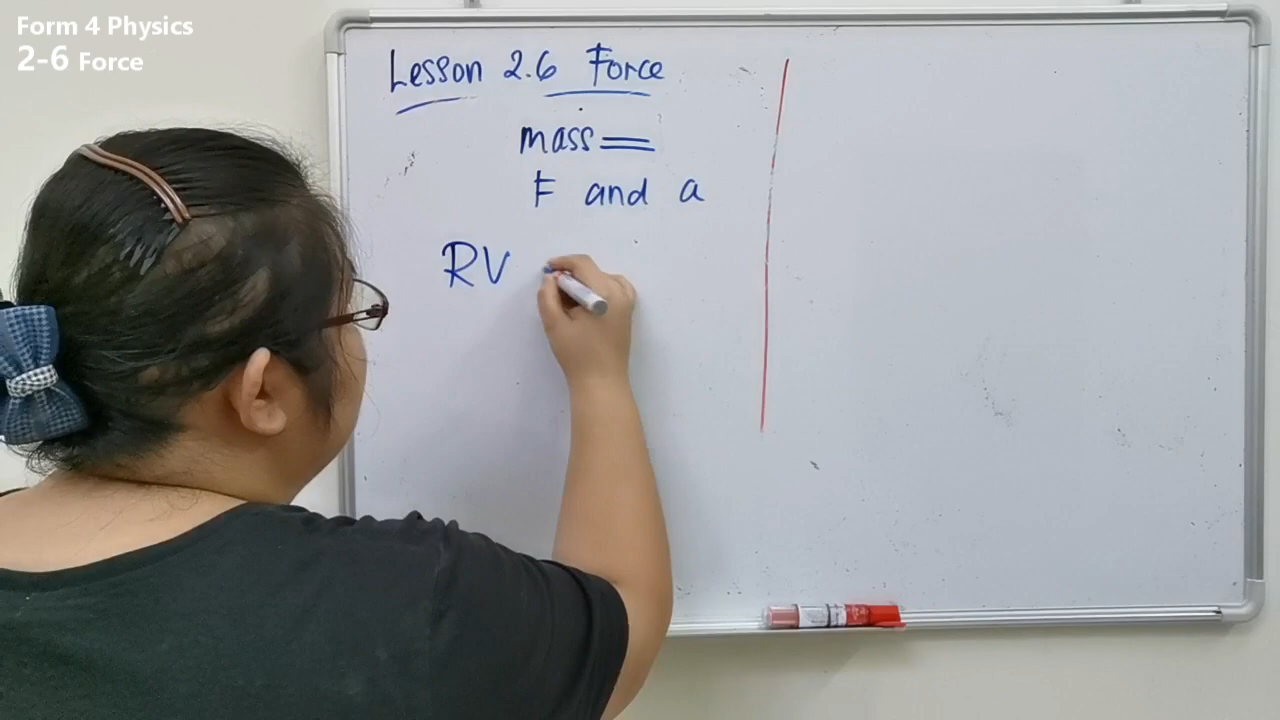 Form 4 Physics
2-6 Force
Lesson 2.6 Force
mass
F and a
RV